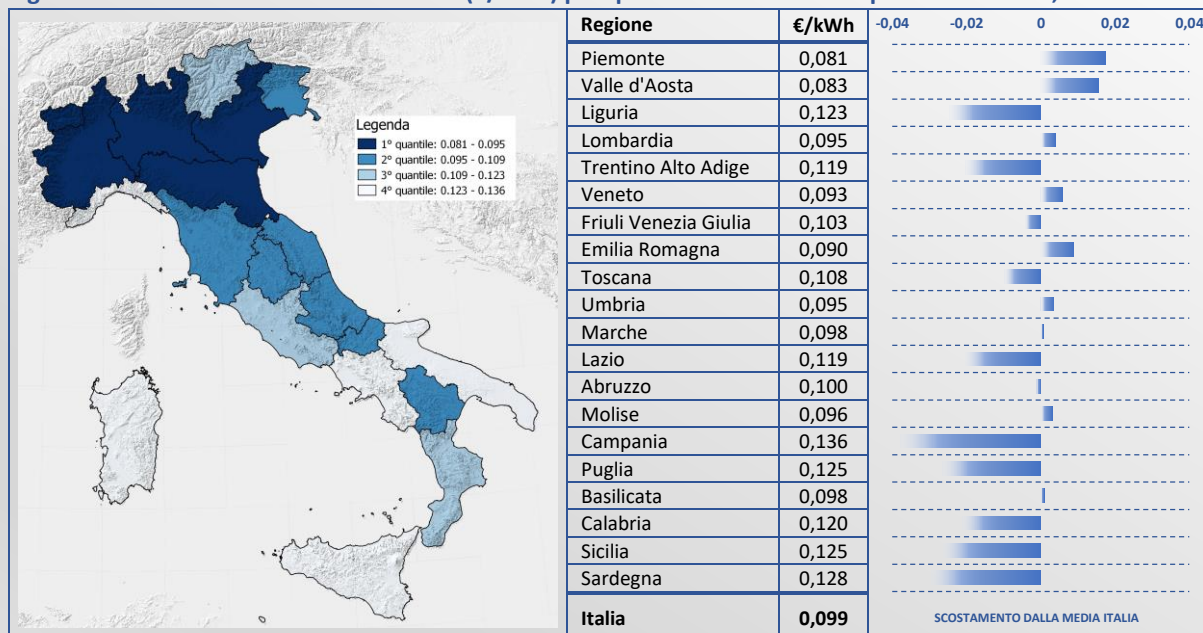 Regione €/kWh -0,04 -0,02 0 0,02 0,04
Piemonte 0,081
Valle d'Aosta 0,083
Liguria 0,123
Lombardia 0,095
Trentino Alto Adige 0,119
Veneto 0,093
Friuli Venezia Giulia 0,103
Emilia Romagna 0,090
Toscana 0,108
Umbria 0,095
Marche 0,098
Lazio 0,119
Abruzzo 0,100
Molise 0,096
Campania 0,136
Puglia 0,125
Basilicata 0,098
Calabria 0,120
Sicilia 0,125
Sardegna 0,128
Italia 0,099
SCOSTAMENTO DALLA MEDIA ITALIA
Legenda
1° quantile: 0.081 - 0.095
2° quantile: 0.095 - 0.109
3° quantile: 0.109 - 0.123
4° quantile: 0.123 - 0.136